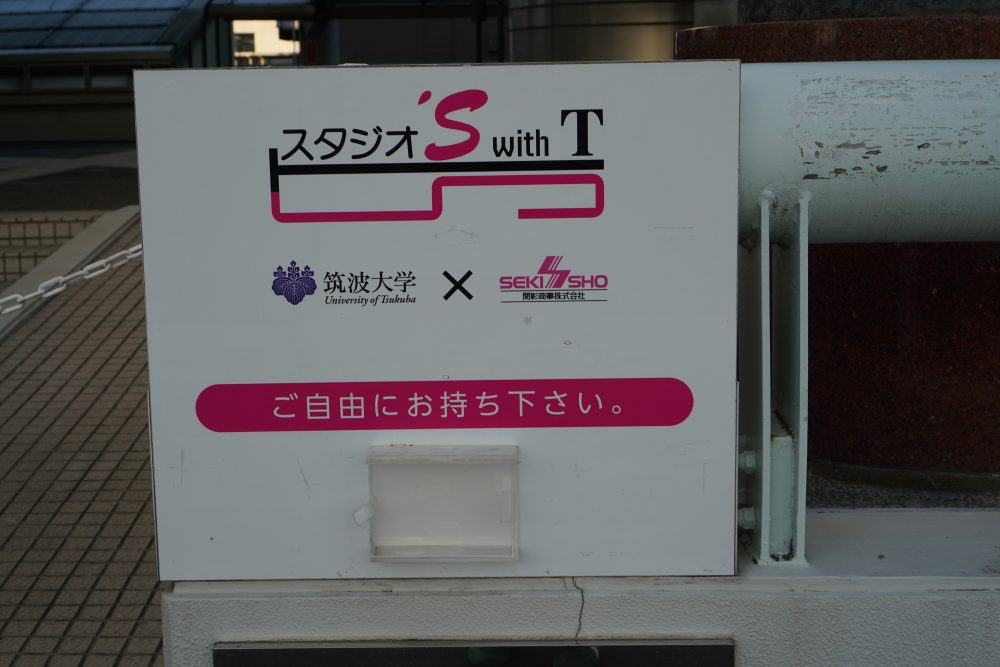 スタジオ'S with T
筑波大学
University of Tsukuba
×
SEKISHO
関彰商事株式会社
ご自由にお持ち下さい。